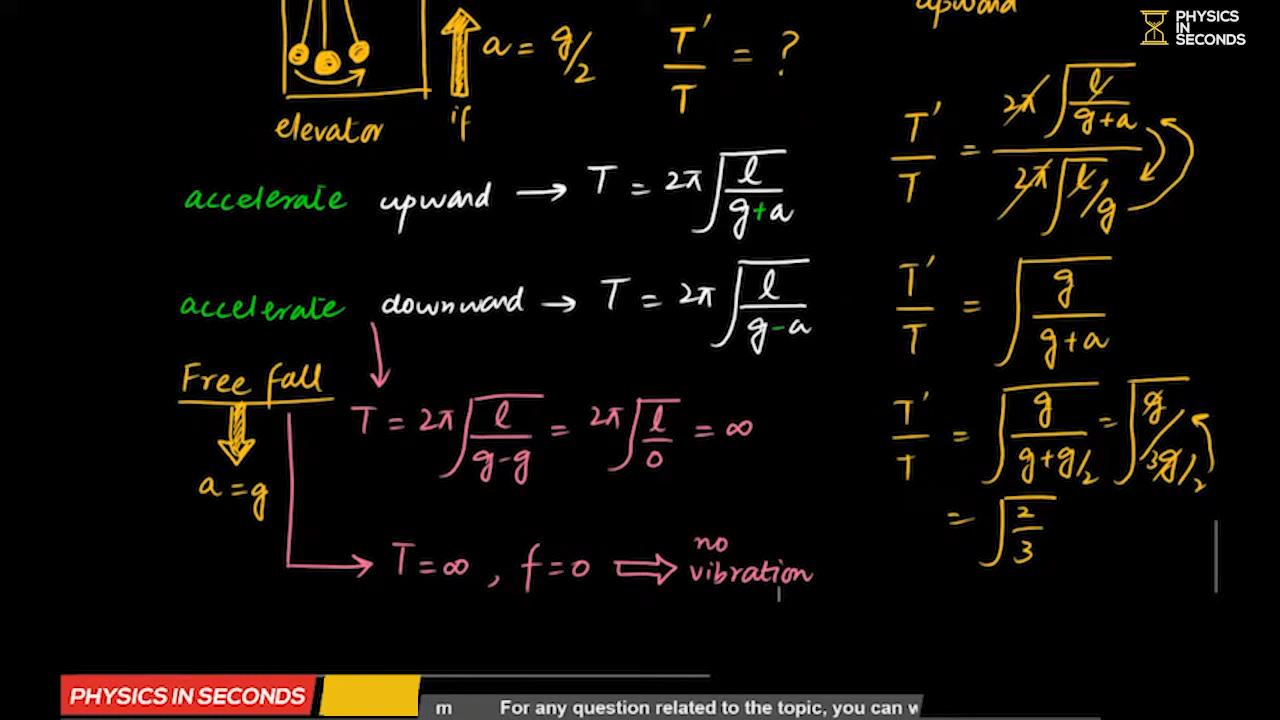 upward
PHYSICS
IN
SECONDS
a = g/2
T'/T = ?
elevator
if
accelerate upward → T = 2π√(l/(g+a))
accelerate downward → T = 2π√(l/(g-a))
Free fall
a = g
T = 2π√(l/(g-g)) = 2π√(l/0) = ∞
T = ∞, f = 0 ⇒ no vibration
T'/T = 2π√(l/(g+a)) / 2π√(l/g)
T'/T = √(g/(g+a))
T'/T = √(g/(g+g/2)) = √(g/3g/2)
= √(2/3)
PHYSICS IN SECONDS
m For any question related to the topic, you can w